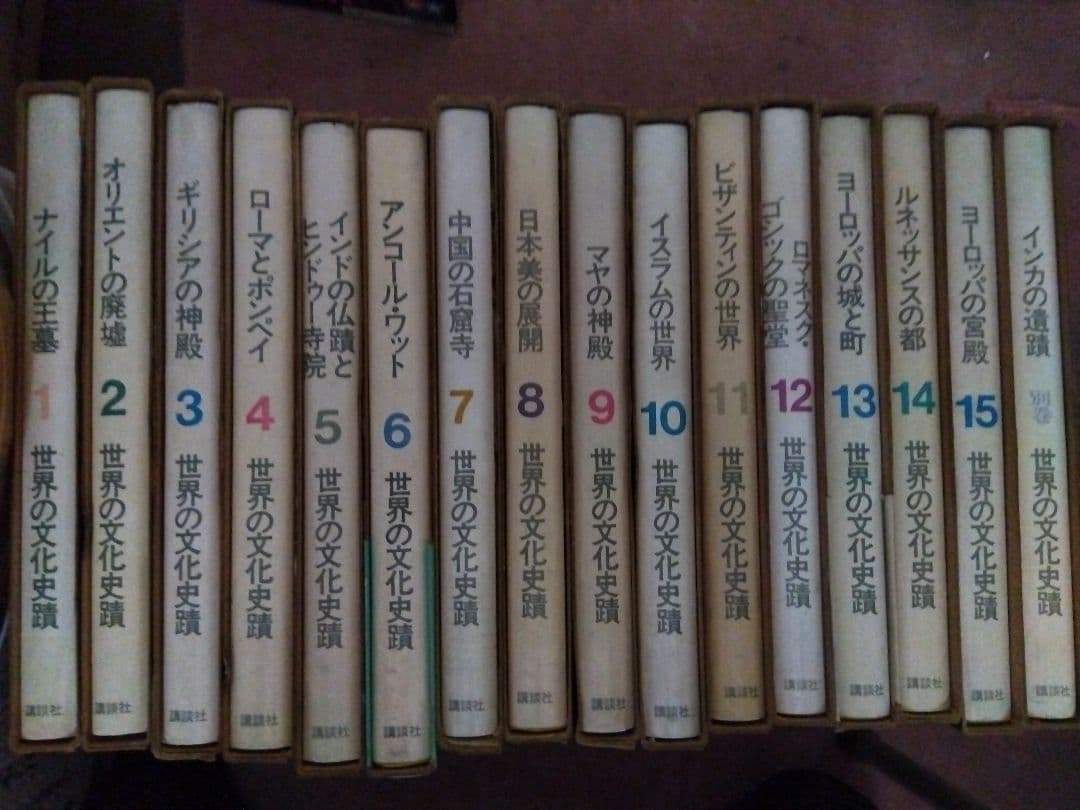 ナイルの王墓
1
世界の文化史蹟
講談社
オリエントの廃墟
2
世界の文化史蹟
講談社
ギリシアの神殿
3
世界の文化史蹟
講談社
ローマとポンペイ
4
世界の文化史蹟
講談社
インドの仏蹟と
ヒンドゥー寺院
5
世界の文化史蹟
講談社
アンコール・ワット
6
世界の文化史蹟
講談社
中国の石窟寺
7
世界の文化史蹟
講談社
日本美の展開
8
世界の文化史蹟
講談社
マヤの神殿
9
世界の文化史蹟
講談社
イスラムの世界
10
世界の文化史蹟
講談社
ビザンティンの世界
11
世界の文化史蹟
講談社
ロマネスク・
ゴシックの聖堂
12
世界の文化史蹟
講談社
ヨーロッパの城と町
13
世界の文化史蹟
講談社
ルネッサンスの都
14
世界の文化史蹟
講談社
ヨーロッパの宮殿
15
世界の文化史蹟
講談社
インカの遺蹟
別巻
世界の文化史蹟
講談社